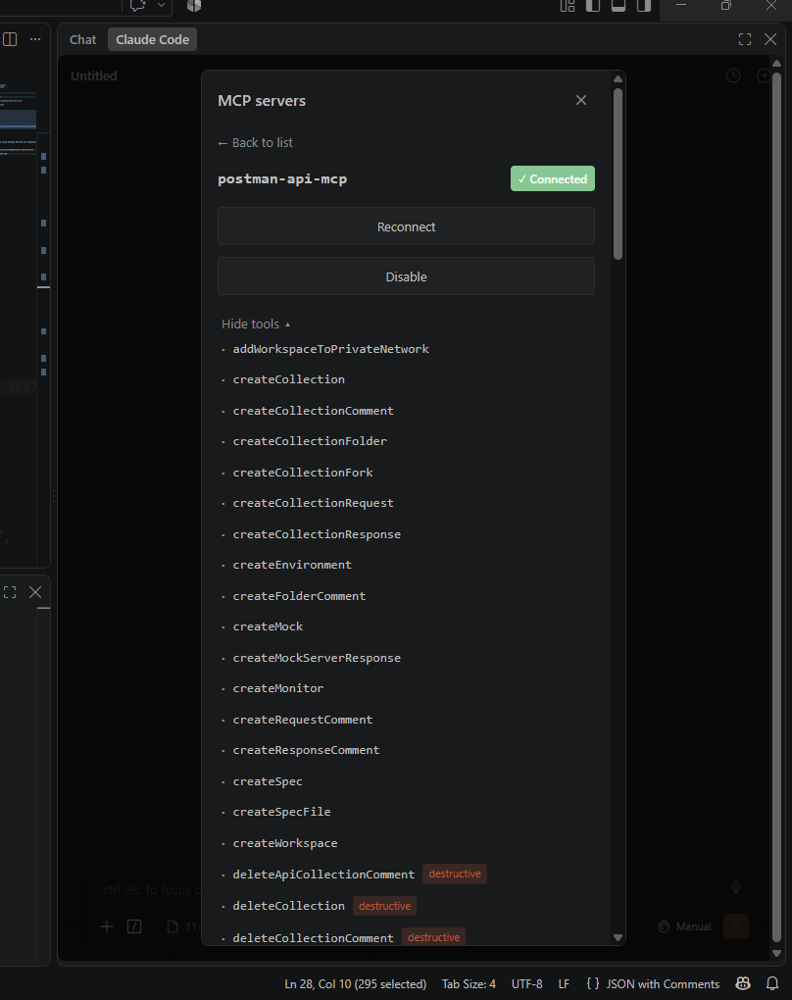 Chat
Claude Code
Untitled
MCP servers
← Back to list
postman-api-mcp
✓ Connected
Reconnect
Disable
Hide tools ▴
· addWorkspaceToPrivateNetwork
· createCollection
· createCollectionComment
· createCollectionFolder
· createCollectionFork
· createCollectionRequest
· createCollectionResponse
· createEnvironment
· createFolderComment
· createMock
· createMockServerResponse
· createMonitor
· createRequestComment
· createResponseComment
· createSpec
· createSpecFile
· createWorkspace
· deleteApiCollectionComment destructive
· deleteCollection destructive
· deleteCollectionComment destructive
ctrl esc to focus o
11
Manual
Ln 28, Col 10 (295 selected) Tab Size: 4 UTF-8 LF { } JSON with Comments